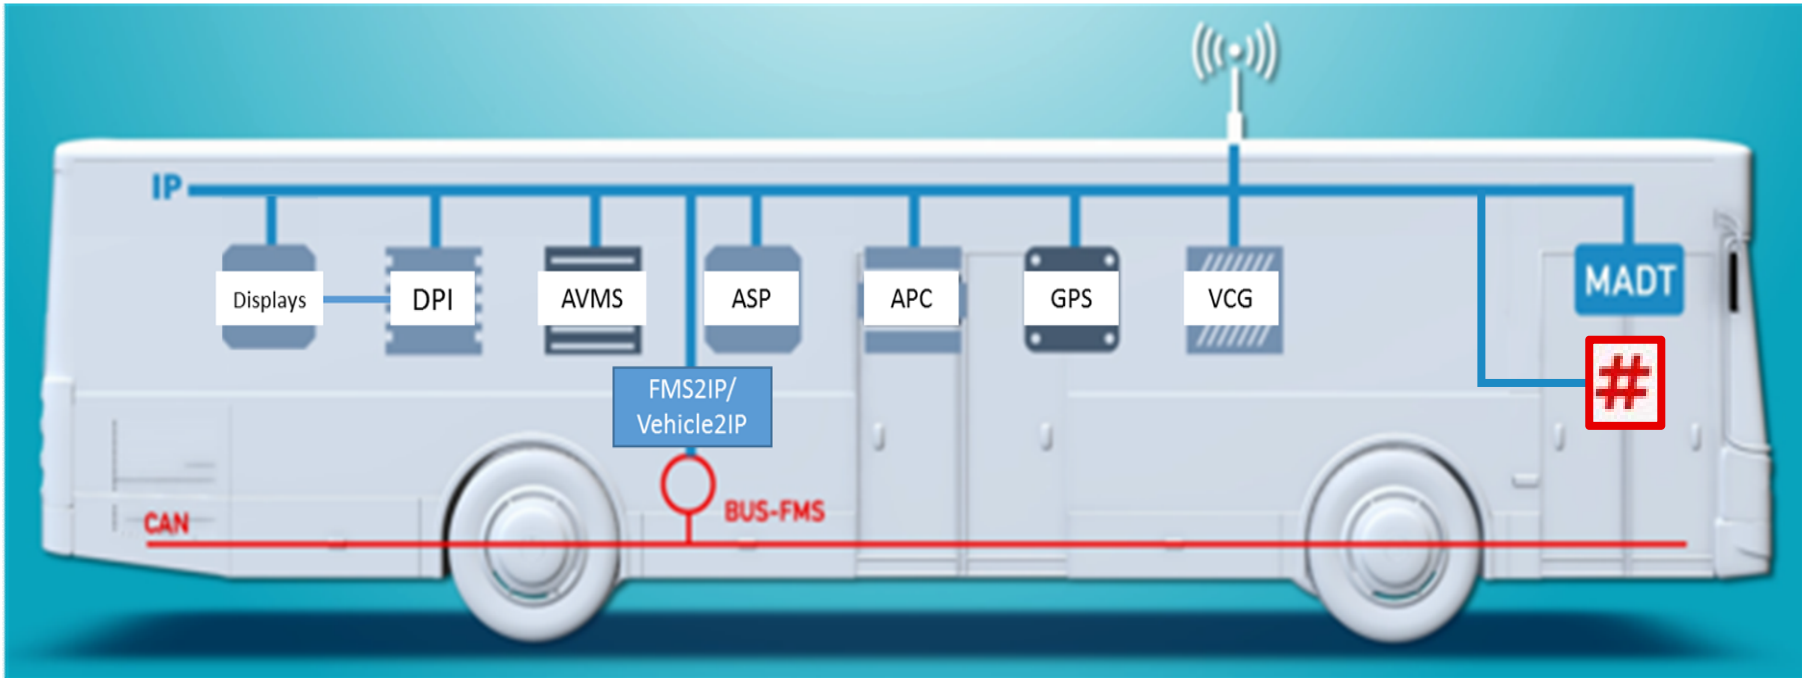 IP
Displays
DPI
AVMS
ASP
APC
GPS
VCG
MADT
FMS2IP/
Vehicle2IP
#
BUS-FMS
CAN